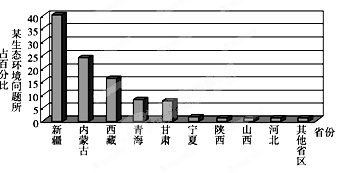 某生态环境问题所
占百分比
40
35
30
25
20
15
10
5
0
新疆
内蒙古
西藏
青海
甘肃
宁夏
陕西
山西
河北
其他省区
省份